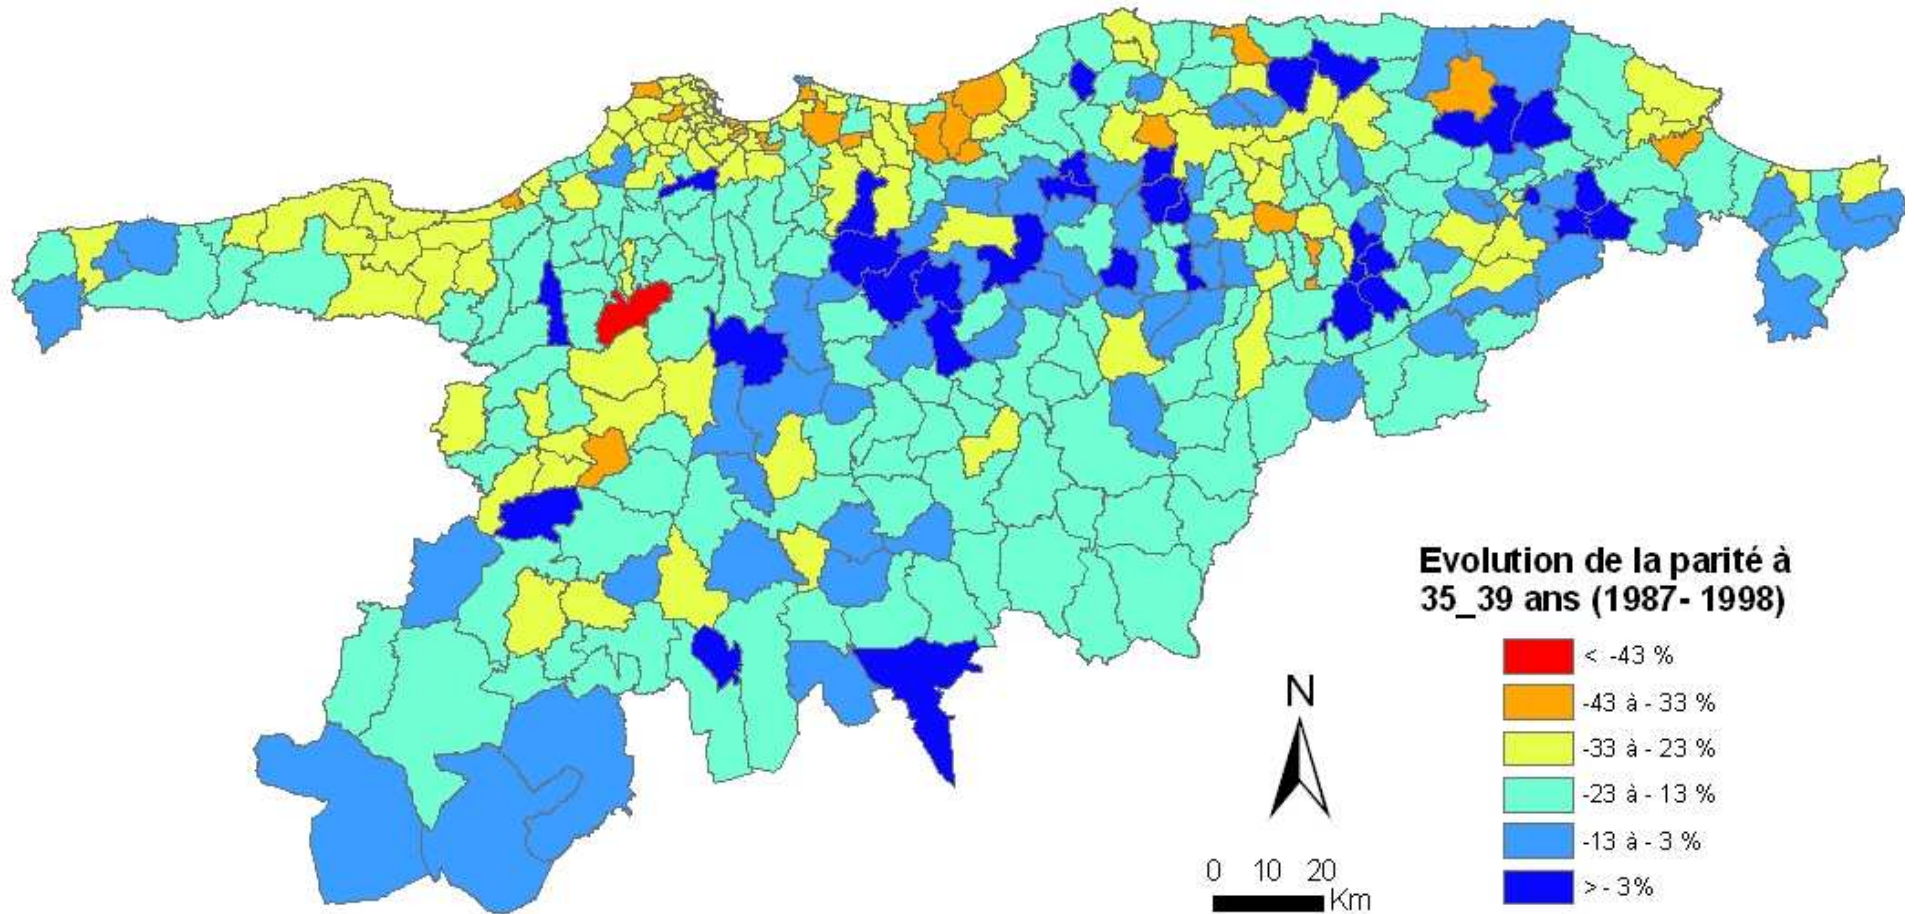 Evolution de la parité à
35_39 ans (1987- 1998)
< -43 %
-43 à - 33 %
-33 à - 23 %
-23 à - 13 %
-13 à - 3 %
> - 3%
N
0 10 20
Km